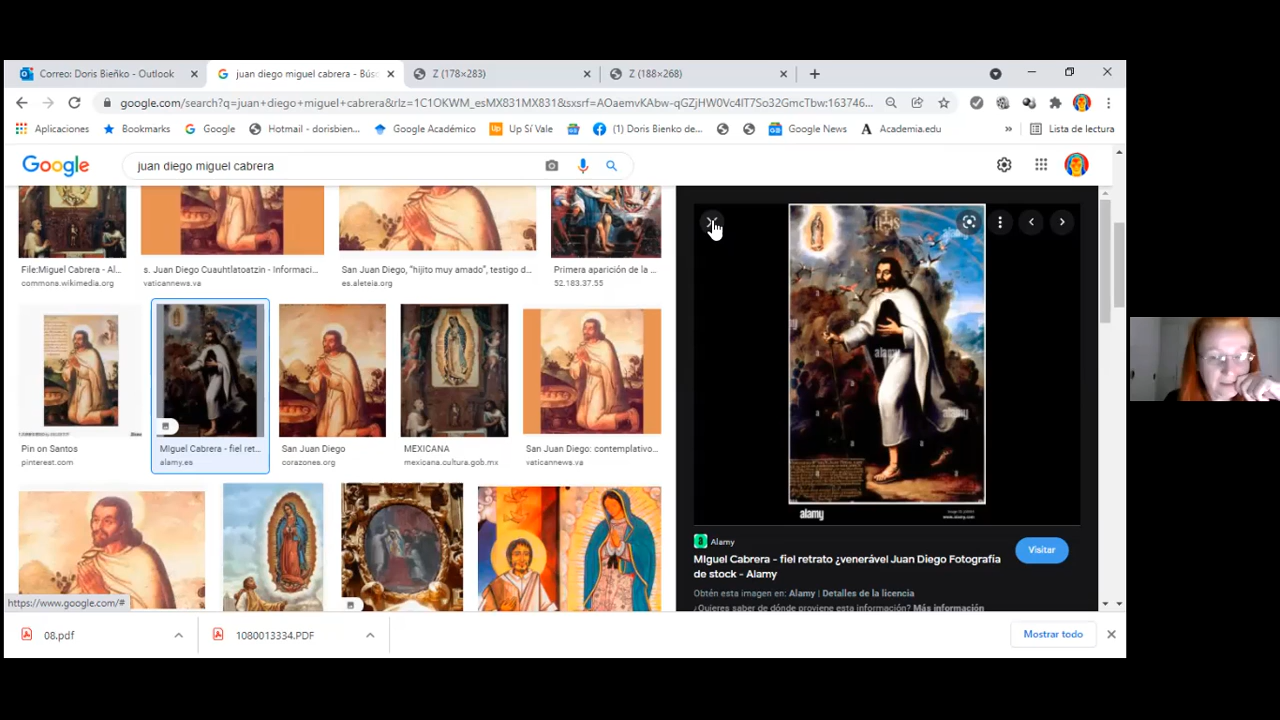 Correo: Doris Bieńko - Outlook
juan diego miguel cabrera - Bús
Z (178×283)
Z (188×268)
google.com/search?q=juan+diego+miguel+cabrera&rlz=1C1OKWM_esMX831MX831&sxsrf=AOaemvKAbw-qGZjHW0Vc4lT7So32GmcTbw:163746...
Aplicaciones
Bookmarks
Google
Hotmail - dorisbien...
Google Académico
Up Sí Vale
(1) Doris Bienko de...
Google News
Academia.edu
»
Lista de lectura
Google
juan diego miguel cabrera
File:Miguel Cabrera - Al...
commons.wikimedia.org
s. Juan Diego Cuauhtlatoatzin - Informaci...
vaticannews.va
San Juan Diego, "hijito muy amado", testigo d...
es.aleteia.org
Primera aparición de la ...
52.183.37.55
Pin on Santos
pinterest.com
Miguel Cabrera - fiel ret...
alamy.es
San Juan Diego
corazones.org
MEXICANA
mexicana.cultura.gob.mx
San Juan Diego: contemplativo...
vaticannews.va
https://www.google.com/#
IHS
alamy
alamy
alamy
alamy
Alamy
MIguel Cabrera - fiel retrato ¿venerável Juan Diego Fotografía
de stock - Alamy
Visitar
Obtén esta imagen en: Alamy | Detalles de la licencia
¿Quieres saber de dónde proviene esta información? Más información
08.pdf
1080013334.PDF
Mostrar todo